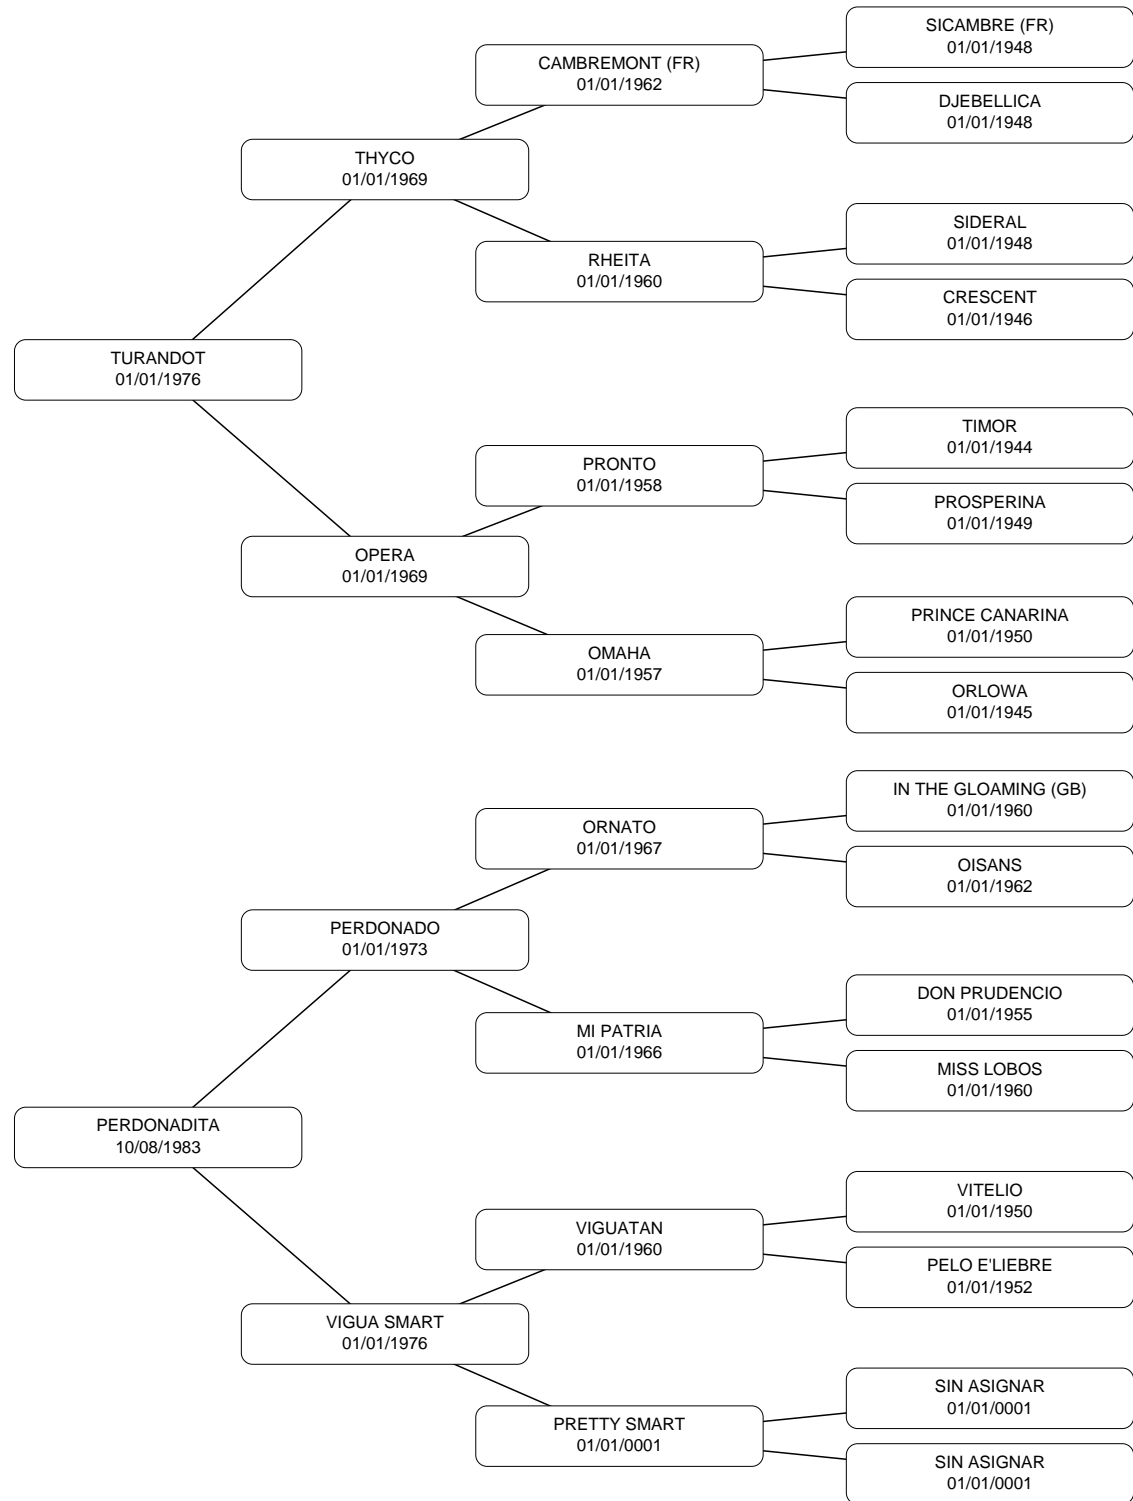 SICAMBRE (FR)
01/01/1948
CAMBREMONT (FR)
01/01/1962
DJEBELLICA
01/01/1948
THYCO
01/01/1969
SIDERAL
01/01/1948
RHEITA
01/01/1960
CRESCENT
01/01/1946
TURANDOT
01/01/1976
TIMOR
01/01/1944
PRONTO
01/01/1958
PROSPERINA
01/01/1949
OPERA
01/01/1969
PRINCE CANARINA
01/01/1950
OMAHA
01/01/1957
ORLOWA
01/01/1945
IN THE GLOAMING (GB)
01/01/1960
ORNATO
01/01/1967
OISANS
01/01/1962
PERDONADO
01/01/1973
DON PRUDENCIO
01/01/1955
MI PATRIA
01/01/1966
MISS LOBOS
01/01/1960
PERDONADITA
10/08/1983
VITELIO
01/01/1950
VIGUATAN
01/01/1960
PELO E'LIEBRE
01/01/1952
VIGUA SMART
01/01/1976
SIN ASIGNAR
01/01/0001
PRETTY SMART
01/01/0001
SIN ASIGNAR
01/01/0001